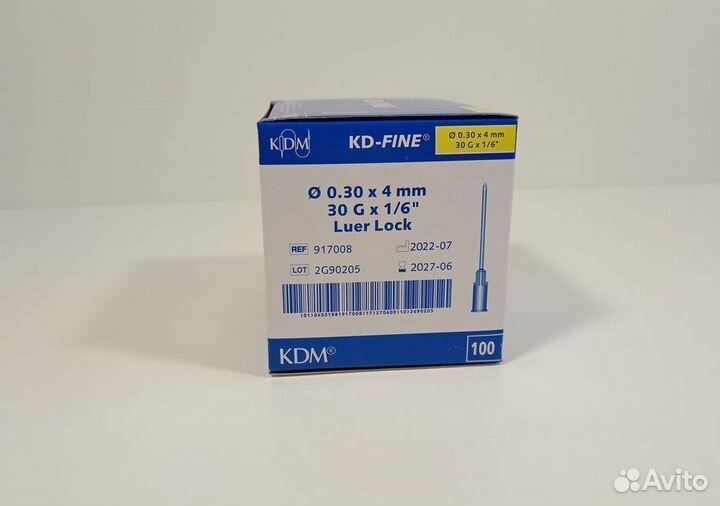 KDM
KD-FINE®
Ø 0.30 x 4 mm
30 G x 1/6"
Ø 0.30 x 4 mm
30 G x 1/6"
Luer Lock
REF 917008
2022-07
LOT 2G90205
2027-06
KDM®
100
Avito